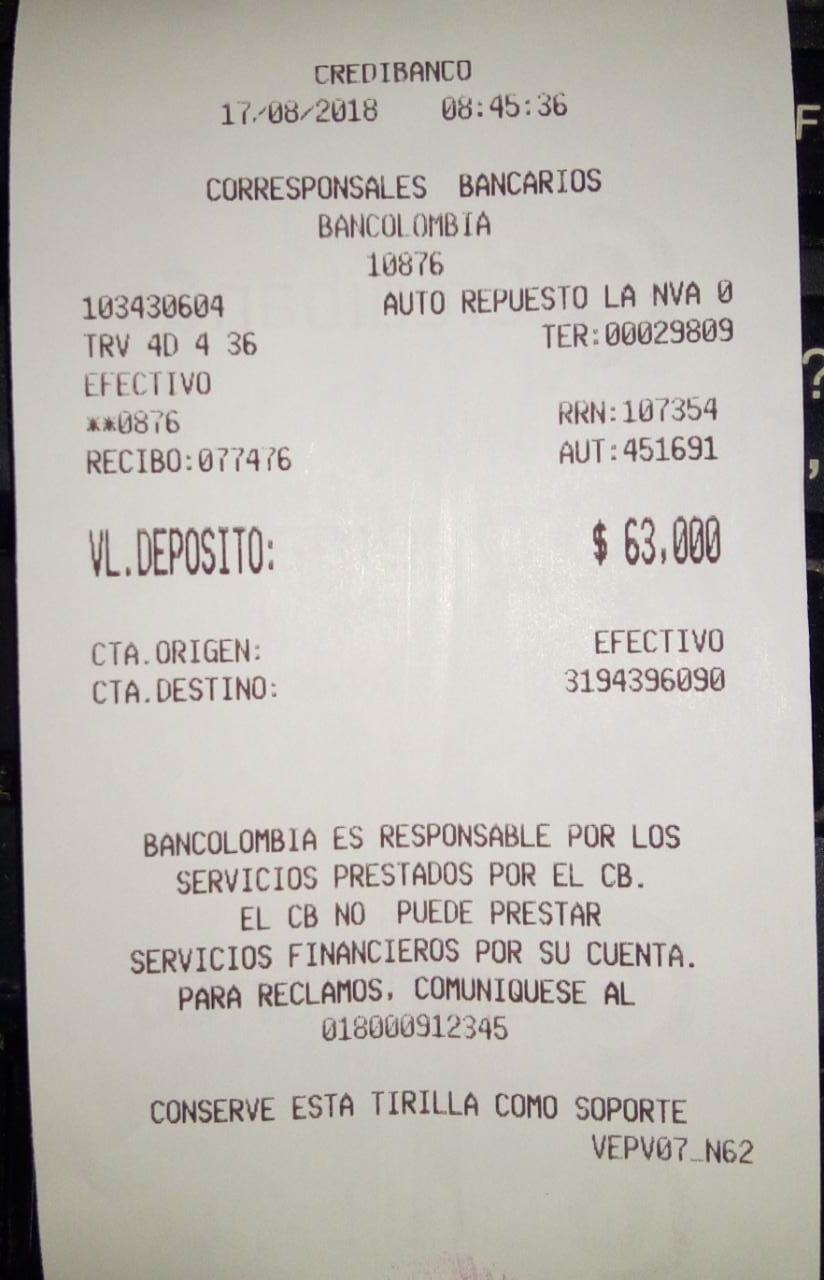 CREDIBANCO
17/08/2018 08:45:36
CORRESPONSALES BANCARIOS
BANCOLOMBIA
10876
103430604 AUTO REPUESTO LA NVA 0
TRV 4D 4 36 TER:00029809
EFECTIVO
**0876 RRN:107354
RECIBO:077476 AUT:451691
VL.DEPOSITO: $ 63,000
CTA.ORIGEN: EFECTIVO
CTA.DESTINO: 3194396090
BANCOLOMBIA ES RESPONSABLE POR LOS
SERVICIOS PRESTADOS POR EL CB.
EL CB NO PUEDE PRESTAR
SERVICIOS FINANCIEROS POR SU CUENTA.
PARA RECLAMOS, COMUNIQUESE AL
018000912345
CONSERVE ESTA TIRILLA COMO SOPORTE
VEPV07_N62
F
?
,